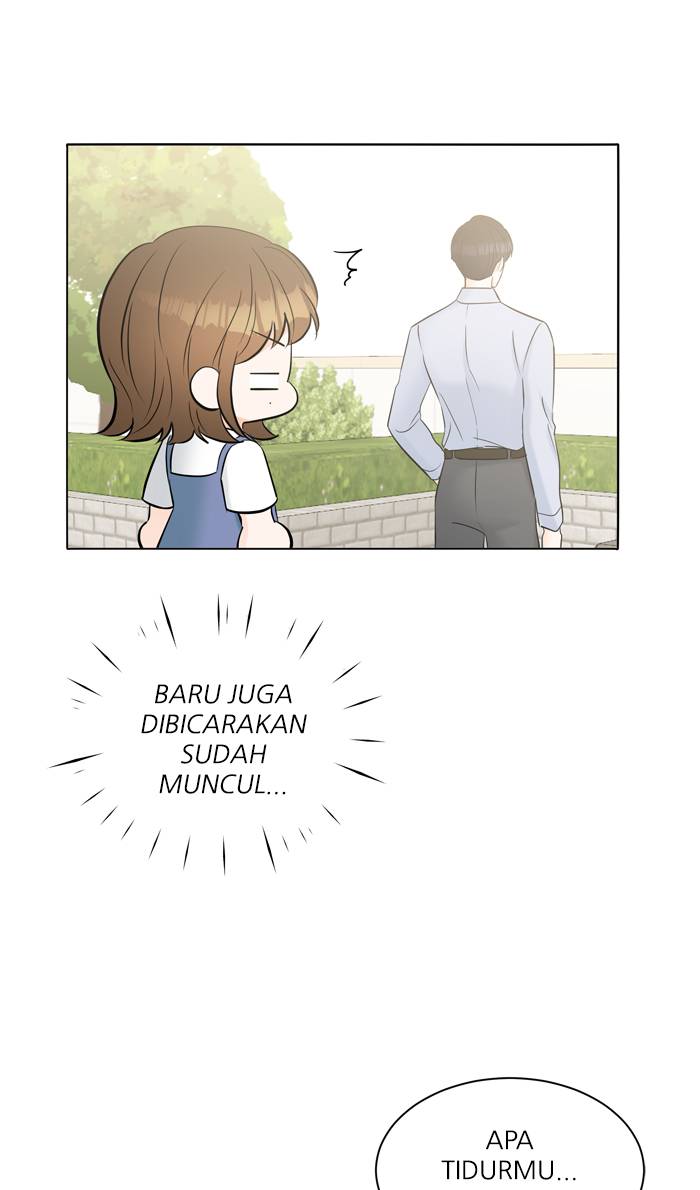 BARU JUGA
DIBICARAKAN
SUDAH
MUNCUL...
APA
TIDURMU...